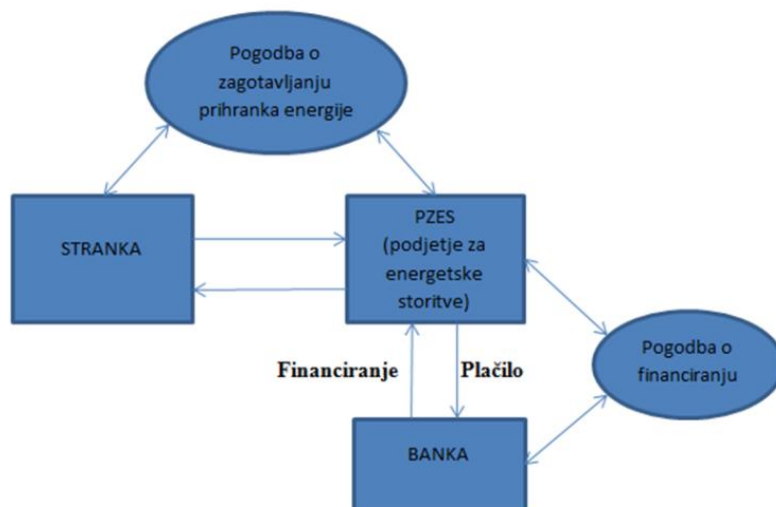 Pogodba o
zagotavljanju
prihranka energije
STRANKA
PZES
(podjetje za
energetske
storitve)
Financiranje
Plačilo
Pogodba o
financiranju
BANKA